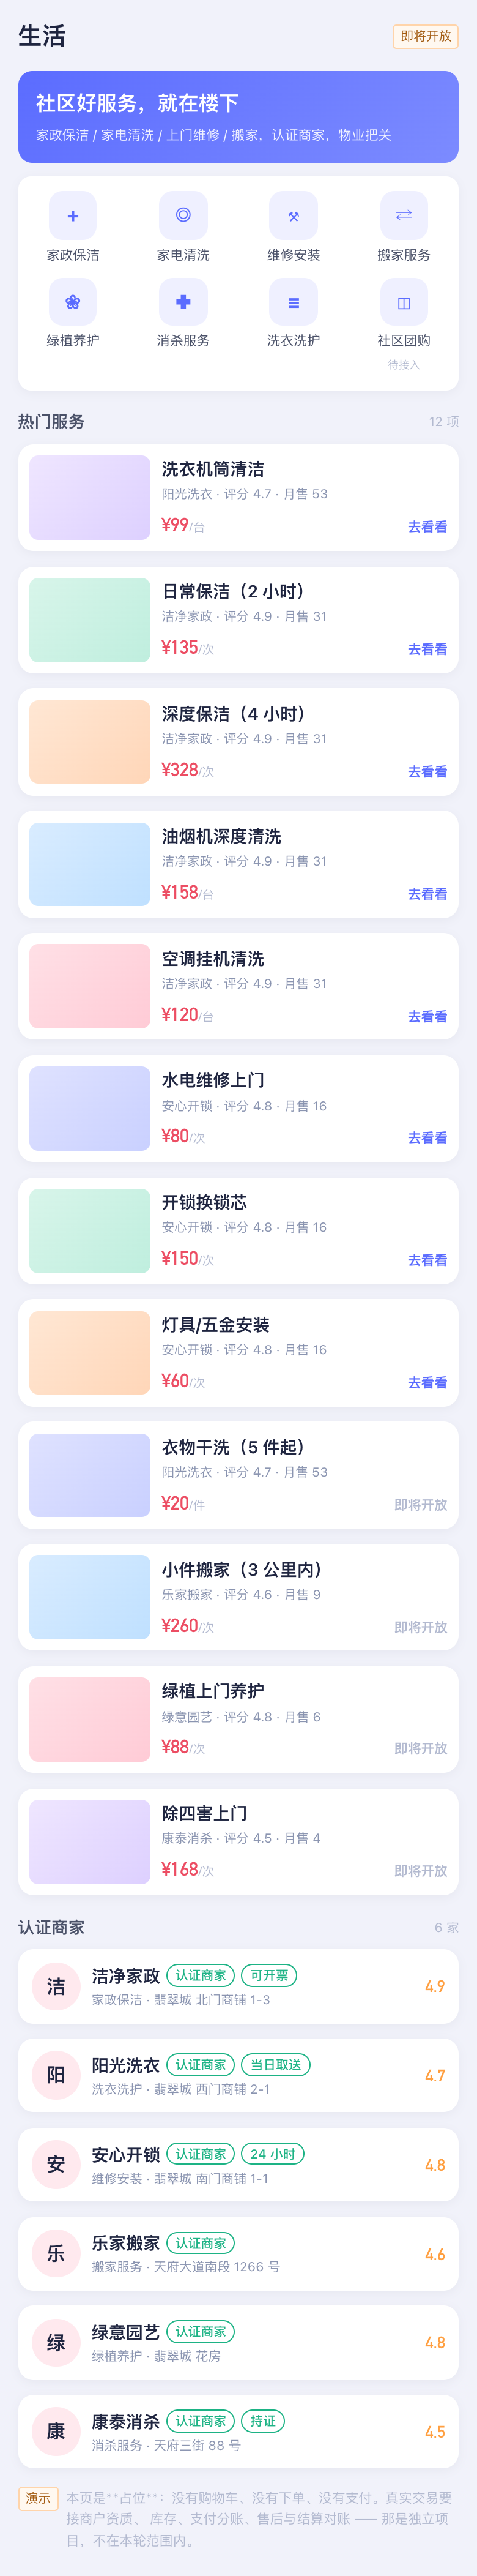 生活
即将开放
社区好服务，就在楼下
家政保洁 / 家电清洗 / 上门维修 / 搬家，认证商家，物业把关
家政保洁
家电清洗
维修安装
搬家服务
绿植养护
消杀服务
洗衣洗护
社区团购
待接入
热门服务
12 项
洗衣机筒清洁
阳光洗衣 · 评分 4.7 · 月售 53
¥99/台
去看看
日常保洁（2 小时）
洁净家政 · 评分 4.9 · 月售 31
¥135/次
去看看
深度保洁（4 小时）
洁净家政 · 评分 4.9 · 月售 31
¥328/次
去看看
油烟机深度清洗
洁净家政 · 评分 4.9 · 月售 31
¥158/台
去看看
空调挂机清洗
洁净家政 · 评分 4.9 · 月售 31
¥120/台
去看看
水电维修上门
安心开锁 · 评分 4.8 · 月售 16
¥80/次
去看看
开锁换锁芯
安心开锁 · 评分 4.8 · 月售 16
¥150/次
去看看
灯具/五金安装
安心开锁 · 评分 4.8 · 月售 16
¥60/次
去看看
衣物干洗（5 件起）
阳光洗衣 · 评分 4.7 · 月售 53
¥20/件
即将开放
小件搬家（3 公里内）
乐家搬家 · 评分 4.6 · 月售 9
¥260/次
即将开放
绿植上门养护
绿意园艺 · 评分 4.8 · 月售 6
¥88/次
即将开放
除四害上门
康泰消杀 · 评分 4.5 · 月售 4
¥168/次
即将开放
认证商家
6 家
洁
洁净家政 认证商家 可开票
家政保洁 · 翡翠城 北门商铺 1-3
4.9
阳
阳光洗衣 认证商家 当日取送
洗衣洗护 · 翡翠城 西门商铺 2-1
4.7
安
安心开锁 认证商家 24 小时
维修安装 · 翡翠城 南门商铺 1-1
4.8
乐
乐家搬家 认证商家
搬家服务 · 天府大道南段 1266 号
4.6
绿
绿意园艺 认证商家
绿植养护 · 翡翠城 花房
4.8
康
康泰消杀 认证商家 持证
消杀服务 · 天府三街 88 号
4.5
演示
本页是**占位**：没有购物车、没有下单、没有支付。真实交易要
接商户资质、 库存、支付分账、售后与结算对账 —— 那是独立项
目，不在本轮范围内。